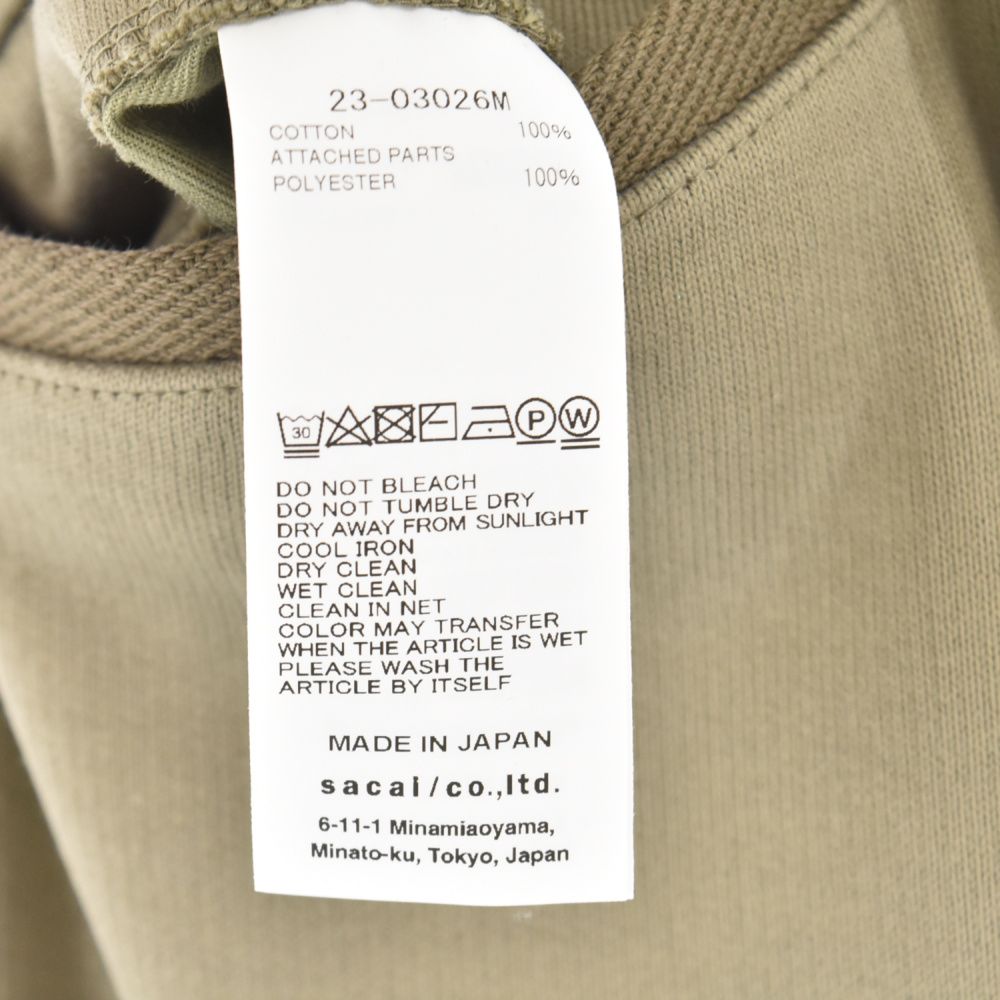 23-03026M
COTTON 100%
ATTACHED PARTS
POLYESTER 100%
30 P W
DO NOT BLEACH
DO NOT TUMBLE DRY
DRY AWAY FROM SUNLIGHT
COOL IRON
DRY CLEAN
WET CLEAN
CLEAN IN NET
COLOR MAY TRANSFER
WHEN THE ARTICLE IS WET
PLEASE WASH THE
ARTICLE BY ITSELF
MADE IN JAPAN
sacai/co.,ltd.
6-11-1 Minamiaoyama,
Minato-ku, Tokyo, Japan